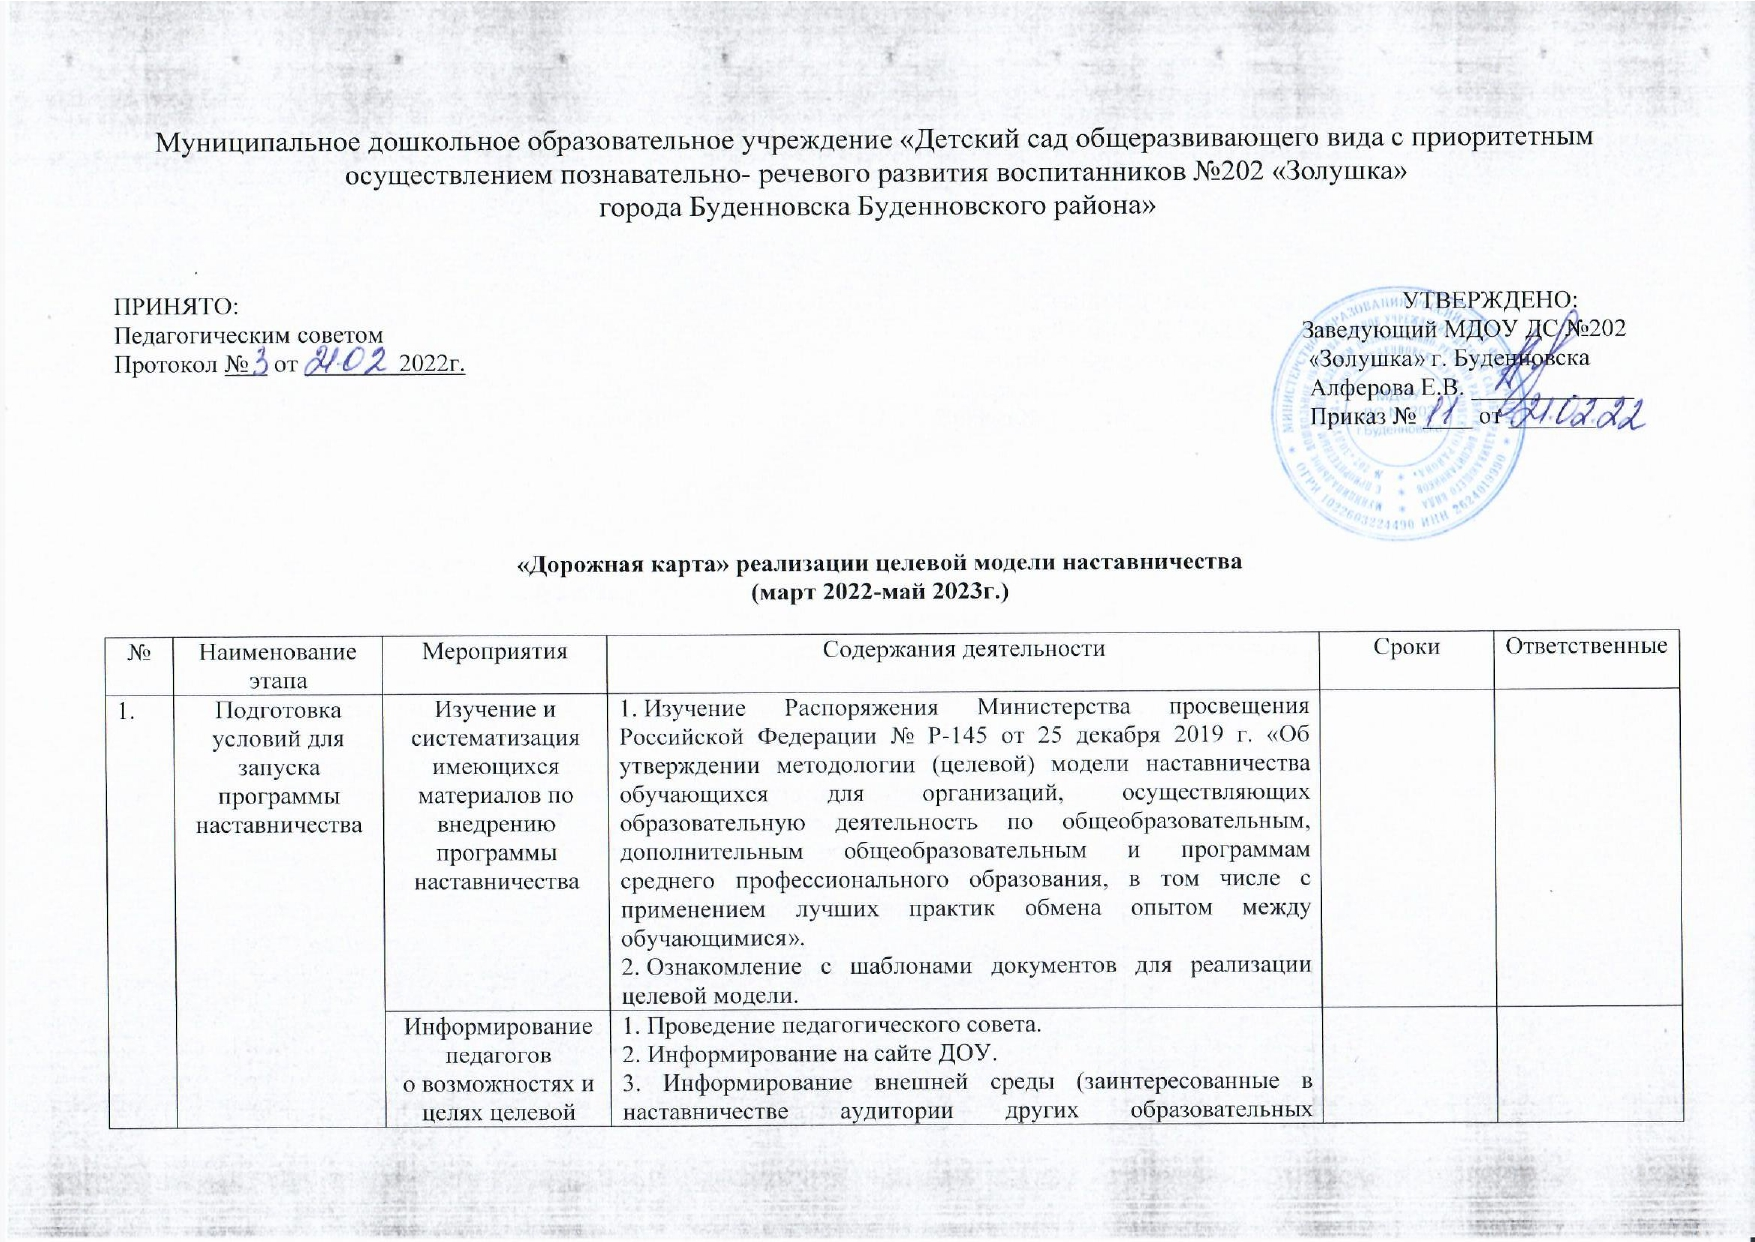 Муниципальное дошкольное образовательное учреждение «Детский сад общеразвивающего вида с приоритетным
осуществлением познавательно- речевого развития воспитанников №202 «Золушка»
города Буденновска Буденновского района»
ПРИНЯТО:
Педагогическим советом
Протокол № 3 от 21.02 2022г.
УТВЕРЖДЕНО:
Заведующий МДОУ ДС №202
«Золушка» г. Буденновска
Алферова Е.В.
Приказ № 11 от 21.02.22
ОГРН 1022603224490 ИНН 2624019990
«Дорожная карта» реализации целевой модели наставничества
(март 2022-май 2023г.)
№
Наименование
этапа
Мероприятия
Содержания деятельности
Сроки
Ответственные
1.
Подготовка
условий для
запуска
программы
наставничества
Изучение и
систематизация
имеющихся
материалов по
внедрению
программы
наставничества
1. Изучение Распоряжения Министерства просвещения
Российской Федерации № Р-145 от 25 декабря 2019 г. «Об
утверждении методологии (целевой) модели наставничества
обучающихся для организаций, осуществляющих
образовательную деятельность по общеобразовательным,
дополнительным общеобразовательным и программам
среднего профессионального образования, в том числе с
применением лучших практик обмена опытом между
обучающимися».
2. Ознакомление с шаблонами документов для реализации
целевой модели.
Информирование
педагогов
о возможностях и
целях целевой
1. Проведение педагогического совета.
2. Информирование на сайте ДОУ.
3. Информирование внешней среды (заинтересованные в
наставничестве аудитории других образовательных